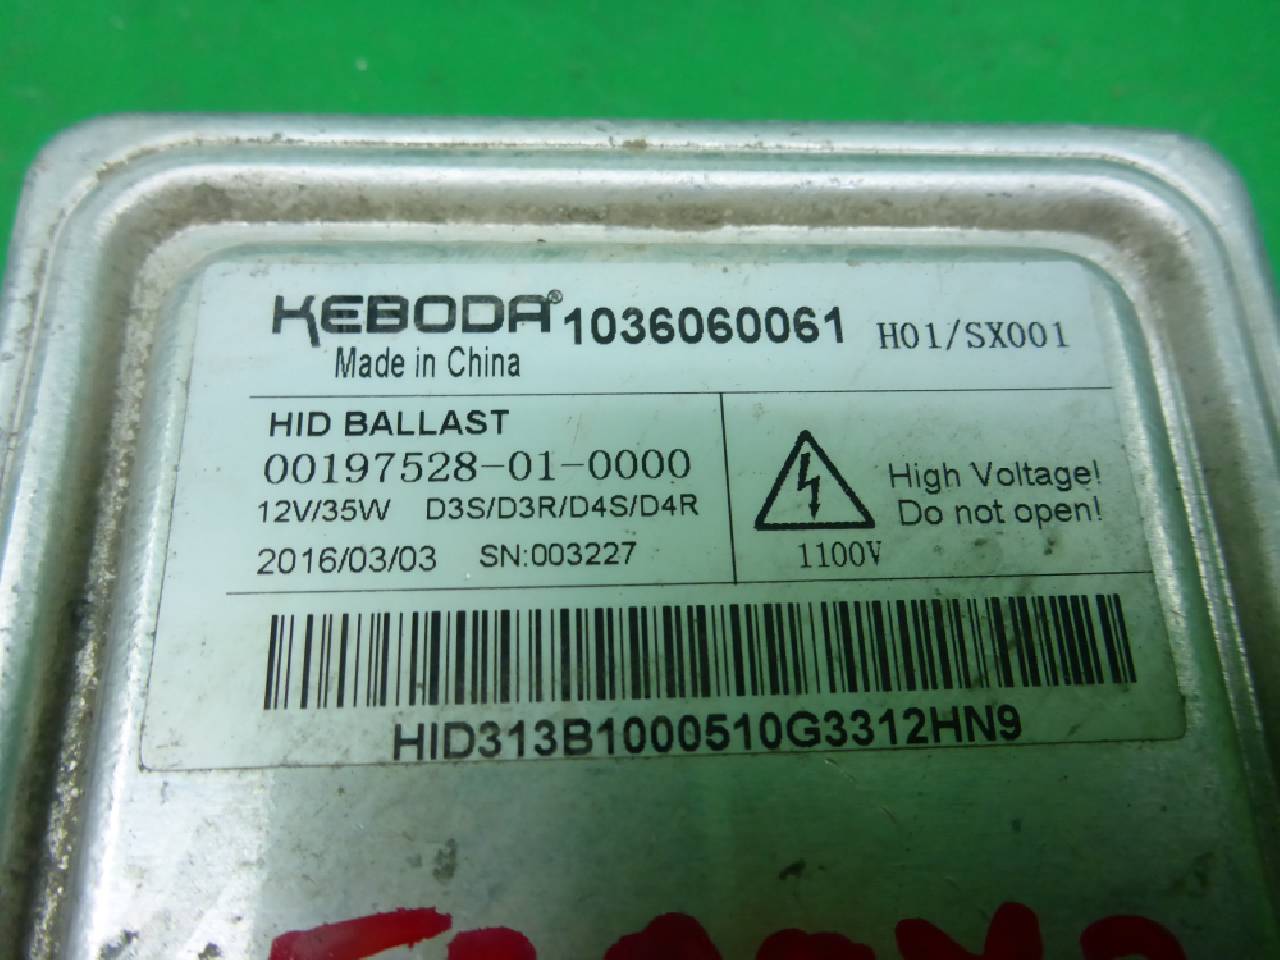 KEBODA® 1036060061 H01/SX001
Made in China
HID BALLAST
00197528-01-0000
12V/35W D3S/D3R/D4S/D4R
2016/03/03 SN:003227
High Voltage!
Do not open!
1100V
HID313B1000510G3312HN9